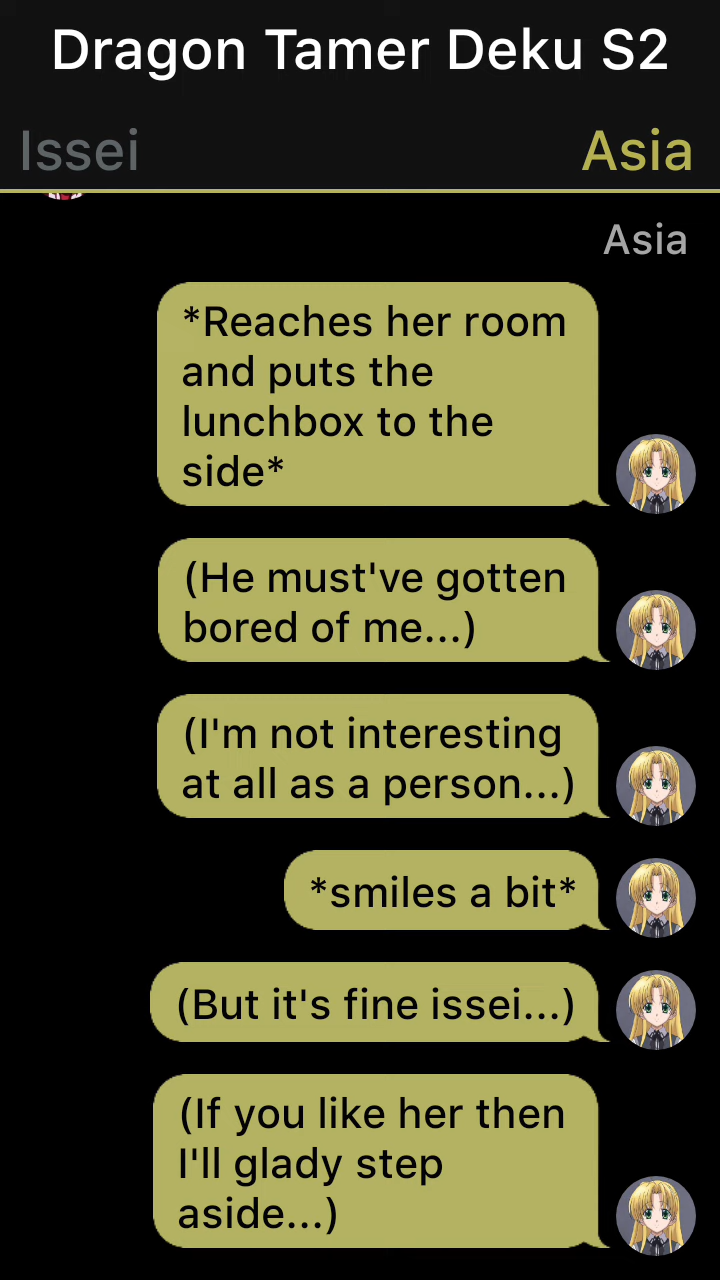 Dragon Tamer Deku S2
Issei
Asia
Asia
*Reaches her room
and puts the
lunchbox to the
side*
(He must've gotten
bored of me...)
(I'm not interesting
at all as a person...)
*smiles a bit*
(But it's fine issei...)
(If you like her then
I'll glady step
aside...)